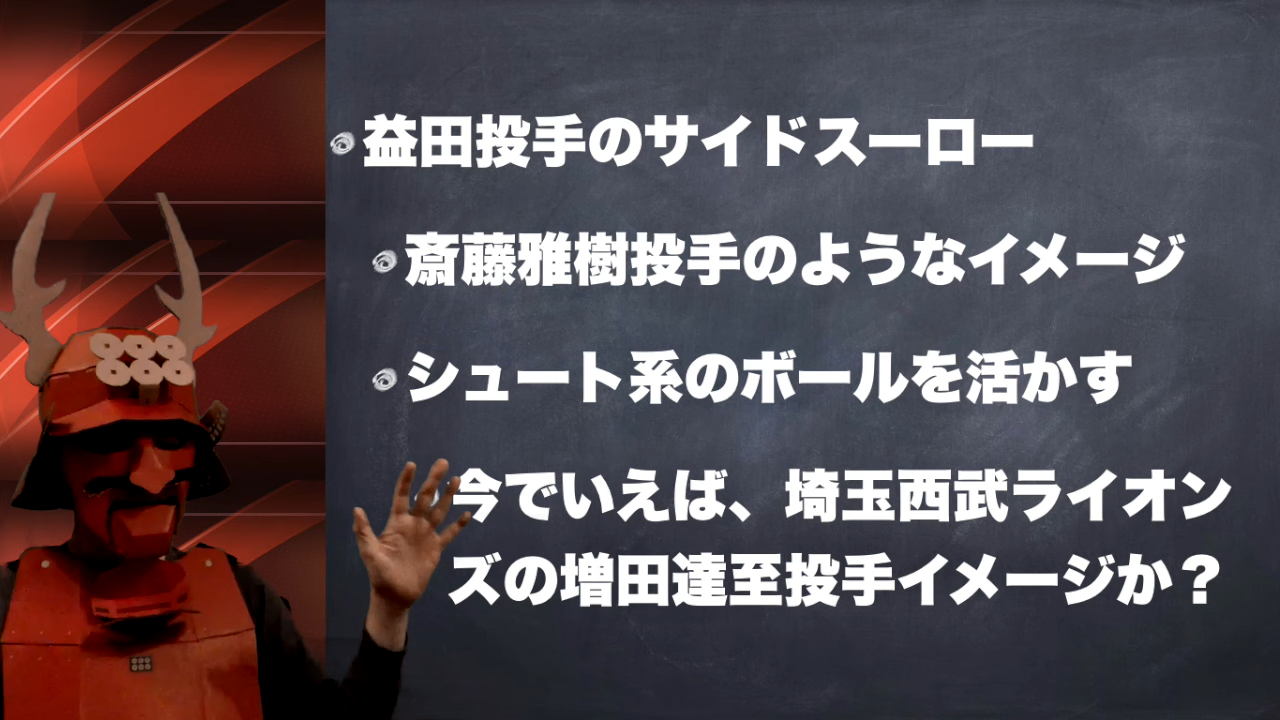 益田投手のサイドスーロー
斎藤雅樹投手のようなイメージ
シュート系のボールを活かす
今でいえば、埼玉西武ライオン
ズの増田達至投手イメージか？